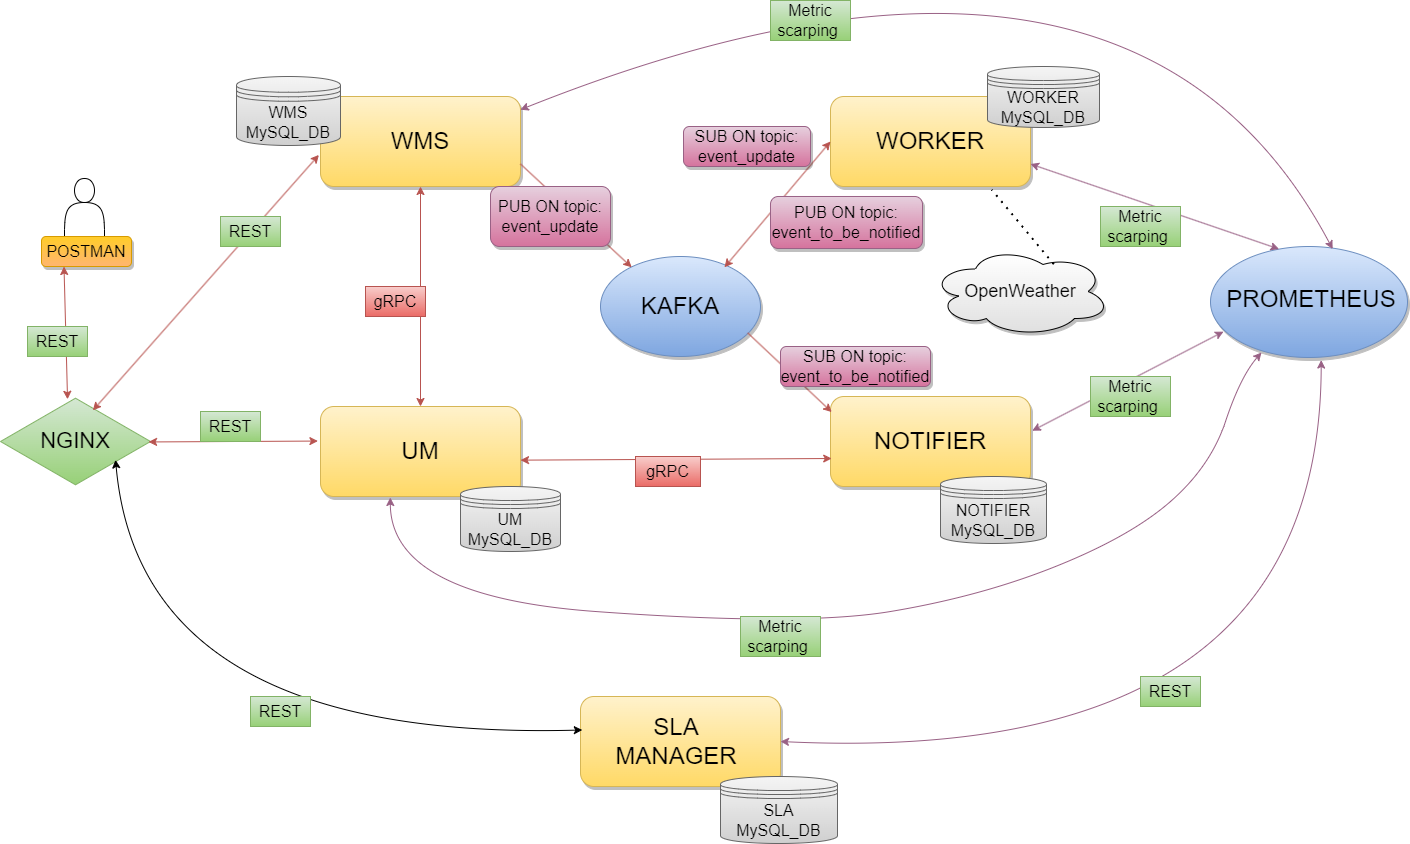 Metric
scarping
WMS
MySQL_DB
WMS
WORKER
MySQL_DB
WORKER
SUB ON topic:
event_update
PUB ON topic:
event_update
PUB ON topic:
event_to_be_notified
Metric
scarping
REST
POSTMAN
OpenWeather
PROMETHEUS
gRPC
KAFKA
REST
SUB ON topic:
event_to_be_notified
Metric
scarping
NGINX
REST
UM
NOTIFIER
gRPC
UM
MySQL_DB
NOTIFIER
MySQL_DB
Metric
scarping
REST
REST
SLA
MANAGER
SLA
MySQL_DB